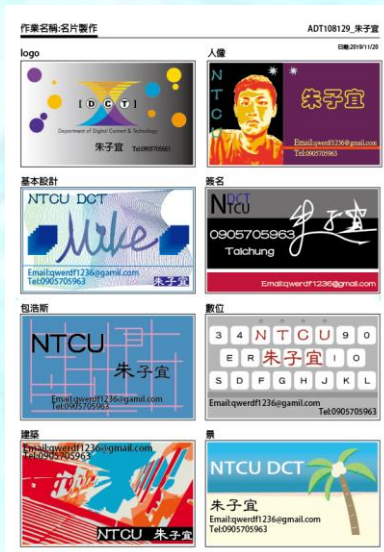 作業名稱:名片製作
ADT108129_朱子宜
日期:2019/11/20
logo
[ D C T ]
Department of Digital Content & Technology
朱子宜 Tel:0905705963
人像
NTCU
朱子宜
Email:qwerdf1236@gmail.com
Tel:0905705963
基本設計
NTCU DCT
Mike
Email:qwerdf1236@gamil.com
Tel:0905705963
朱子宜
簽名
NDCT
NTCU
0905705963
朱子宜
Taichung
Email:qwerdf1236@gmail.com
包浩斯
NTCU
朱子宜
Email:qwerdf1236@gamil.com
Tel:0905705963
數位
3 4 N T C U 9 0
E R 朱子宜 I O
S D F G H J K L
Email:qwerdf1236@gamil.com
Tel:0905705963
建築
Email:qwerdf1236@gmail.com
Tel:0905705963
NTCU 朱子宜
景
NTCU DCT
朱子宜
Email:qwerdf1236@gmail.com
Tel:0905705963